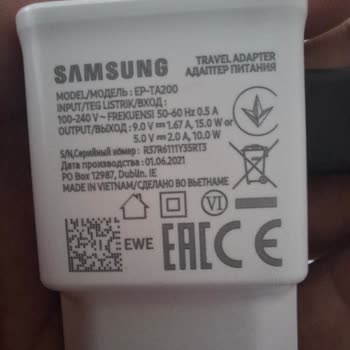 SAMSUNG
TRAVEL ADAPTER
АДАПТЕР ПИТАНИЯ
MODEL/МОДЕЛЬ: EP-TA200
INPUT/TEG LISTRIK/ВХОД :
100-240 V ~ FREKUENSI 50-60 Hz 0.5 A
OUTPUT/ВЫХОД: 9.0 V ⎓ 1.67 A, 15.0 W or
5.0 V ⎓ 2.0 A, 10.0 W
S/N,Серийный номер : R37R6111Y35RT3
Дата производства : 01.06.2021
PO Box 12987, Dublin. IE
MADE IN VIETNAM/СДЕЛАНО ВО ВЬЕТНАМЕ
VI
EWE
EAC CE